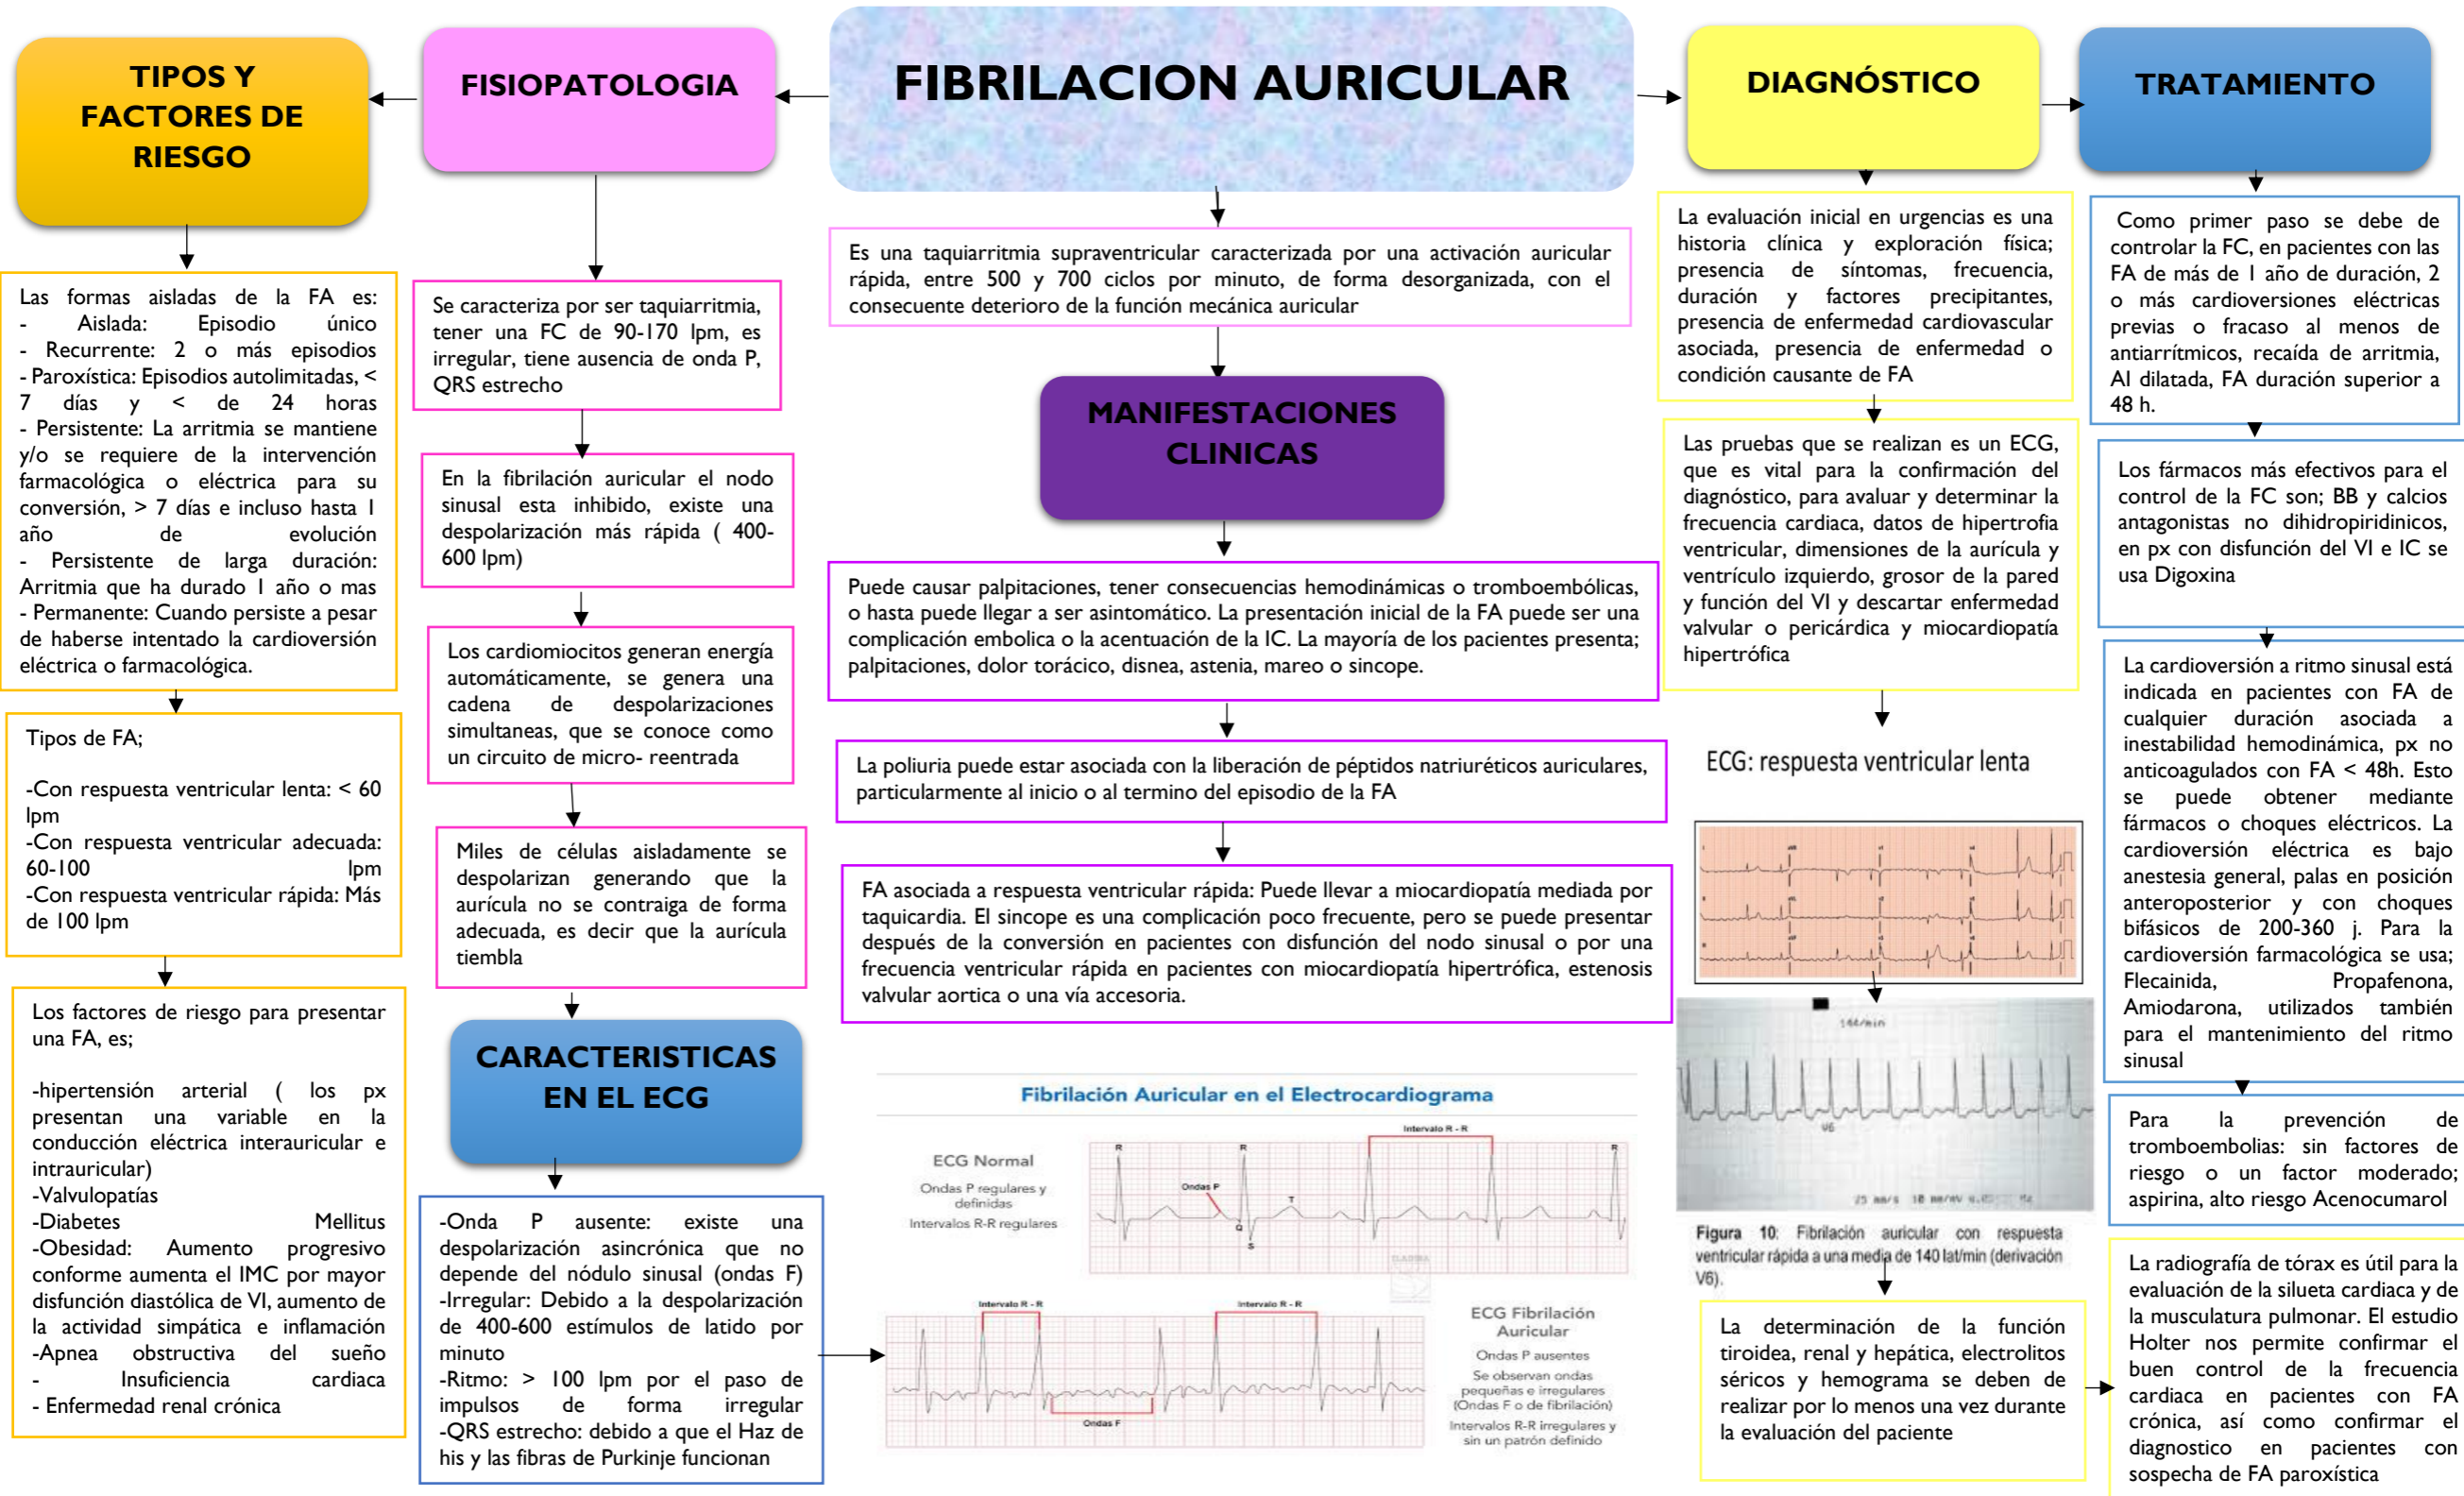 TIPOS Y
FACTORES DE
RIESGO
Las formas aisladas de la FA es:
- Aislada: Episodio único
- Recurrente: 2 o más episodios
- Paroxística: Episodios autolimitadas, <
7 días y < de 24 horas
- Persistente: La arritmia se mantiene
y/o se requiere de la intervención
farmacológica o eléctrica para su
conversión, > 7 días e incluso hasta 1
año de evolución
- Persistente de larga duración:
Arritmia que ha durado 1 año o mas
- Permanente: Cuando persiste a pesar
de haberse intentado la cardioversión
eléctrica o farmacológica.
Tipos de FA;
-Con respuesta ventricular lenta: < 60
lpm
-Con respuesta ventricular adecuada:
60-100 lpm
-Con respuesta ventricular rápida: Más
de 100 lpm
Los factores de riesgo para presentar
una FA, es;
-hipertensión arterial ( los px
presentan una variable en la
conducción eléctrica interauricular e
intrauricular)
-Valvulopatías
-Diabetes Mellitus
-Obesidad: Aumento progresivo
conforme aumenta el IMC por mayor
disfunción diastólica de VI, aumento de
la actividad simpática e inflamación
-Apnea obstructiva del sueño
- Insuficiencia cardiaca
- Enfermedad renal crónica
FISIOPATOLOGIA
Se caracteriza por ser taquiarritmia,
tener una FC de 90-170 lpm, es
irregular, tiene ausencia de onda P,
QRS estrecho
En la fibrilación auricular el nodo
sinusal esta inhibido, existe una
despolarización más rápida ( 400-
600 lpm)
Los cardiomiocitos generan energía
automáticamente, se genera una
cadena de despolarizaciones
simultaneas, que se conoce como
un circuito de micro- reentrada
Miles de células aisladamente se
despolarizan generando que la
aurícula no se contraiga de forma
adecuada, es decir que la aurícula
tiembla
CARACTERISTICAS
EN EL ECG
-Onda P ausente: existe una
despolarización asincrónica que no
depende del nódulo sinusal (ondas F)
-Irregular: Debido a la despolarización
de 400-600 estímulos de latido por
minuto
-Ritmo: > 100 lpm por el paso de
impulsos de forma irregular
-QRS estrecho: debido a que el Haz de
his y las fibras de Purkinje funcionan
FIBRILACION AURICULAR
Es una taquiarritmia supraventricular caracterizada por una activación auricular
rápida, entre 500 y 700 ciclos por minuto, de forma desorganizada, con el
consecuente deterioro de la función mecánica auricular
MANIFESTACIONES
CLINICAS
Puede causar palpitaciones, tener consecuencias hemodinámicas o tromboembólicas,
o hasta puede llegar a ser asintomático. La presentación inicial de la FA puede ser una
complicación embolica o la acentuación de la IC. La mayoría de los pacientes presenta;
palpitaciones, dolor torácico, disnea, astenia, mareo o sincope.
La poliuria puede estar asociada con la liberación de péptidos natriuréticos auriculares,
particularmente al inicio o al termino del episodio de la FA
FA asociada a respuesta ventricular rápida: Puede llevar a miocardiopatía mediada por
taquicardia. El sincope es una complicación poco frecuente, pero se puede presentar
después de la conversión en pacientes con disfunción del nodo sinusal o por una
frecuencia ventricular rápida en pacientes con miocardiopatía hipertrófica, estenosis
valvular aortica o una vía accesoria.
Fibrilación Auricular en el Electrocardiograma
ECG Normal
Ondas P regulares y
definidas
Intervalos R-R regulares
Intervalo R - R
R
R
R
Ondas P
T
Q
S
Intervalo R - R
Intervalo R - R
Ondas F
ECG Fibrilación
Auricular
Ondas P ausentes
Se observan ondas
pequeñas e irregulares
(Ondas F o de fibrilación)
Intervalos R-R irregulares y
sin un patrón definido
DIAGNÓSTICO
La evaluación inicial en urgencias es una
historia clínica y exploración física;
presencia de síntomas, frecuencia,
duración y factores precipitantes,
presencia de enfermedad cardiovascular
asociada, presencia de enfermedad o
condición causante de FA
Las pruebas que se realizan es un ECG,
que es vital para la confirmación del
diagnóstico, para avaluar y determinar la
frecuencia cardiaca, datos de hipertrofia
ventricular, dimensiones de la aurícula y
ventrículo izquierdo, grosor de la pared
y función del VI y descartar enfermedad
valvular o pericárdica y miocardiopatía
hipertrófica
ECG: respuesta ventricular lenta
144/min
V6
25 mm/s 10 mm/mV
Figura 10: Fibrilación auricular con respuesta
ventricular rápida a una media de 140 lat/min (derivación
V6).
La determinación de la función
tiroidea, renal y hepática, electrolitos
séricos y hemograma se deben de
realizar por lo menos una vez durante
la evaluación del paciente
TRATAMIENTO
Como primer paso se debe de
controlar la FC, en pacientes con las
FA de más de 1 año de duración, 2
o más cardioversiones eléctricas
previas o fracaso al menos de
antiarrítmicos, recaída de arritmia,
AI dilatada, FA duración superior a
48 h.
Los fármacos más efectivos para el
control de la FC son; BB y calcios
antagonistas no dihidropiridinicos,
en px con disfunción del VI e IC se
usa Digoxina
La cardioversión a ritmo sinusal está
indicada en pacientes con FA de
cualquier duración asociada a
inestabilidad hemodinámica, px no
anticoagulados con FA < 48h. Esto
se puede obtener mediante
fármacos o choques eléctricos. La
cardioversión eléctrica es bajo
anestesia general, palas en posición
anteroposterior y con choques
bifásicos de 200-360 j. Para la
cardioversión farmacológica se usa;
Flecainida, Propafenona,
Amiodarona, utilizados también
para el mantenimiento del ritmo
sinusal
Para la prevención de
tromboembolias: sin factores de
riesgo o un factor moderado;
aspirina, alto riesgo Acenocumarol
La radiografía de tórax es útil para la
evaluación de la silueta cardiaca y de
la musculatura pulmonar. El estudio
Holter nos permite confirmar el
buen control de la frecuencia
cardiaca en pacientes con FA
crónica, así como confirmar el
diagnostico en pacientes con
sospecha de FA paroxística